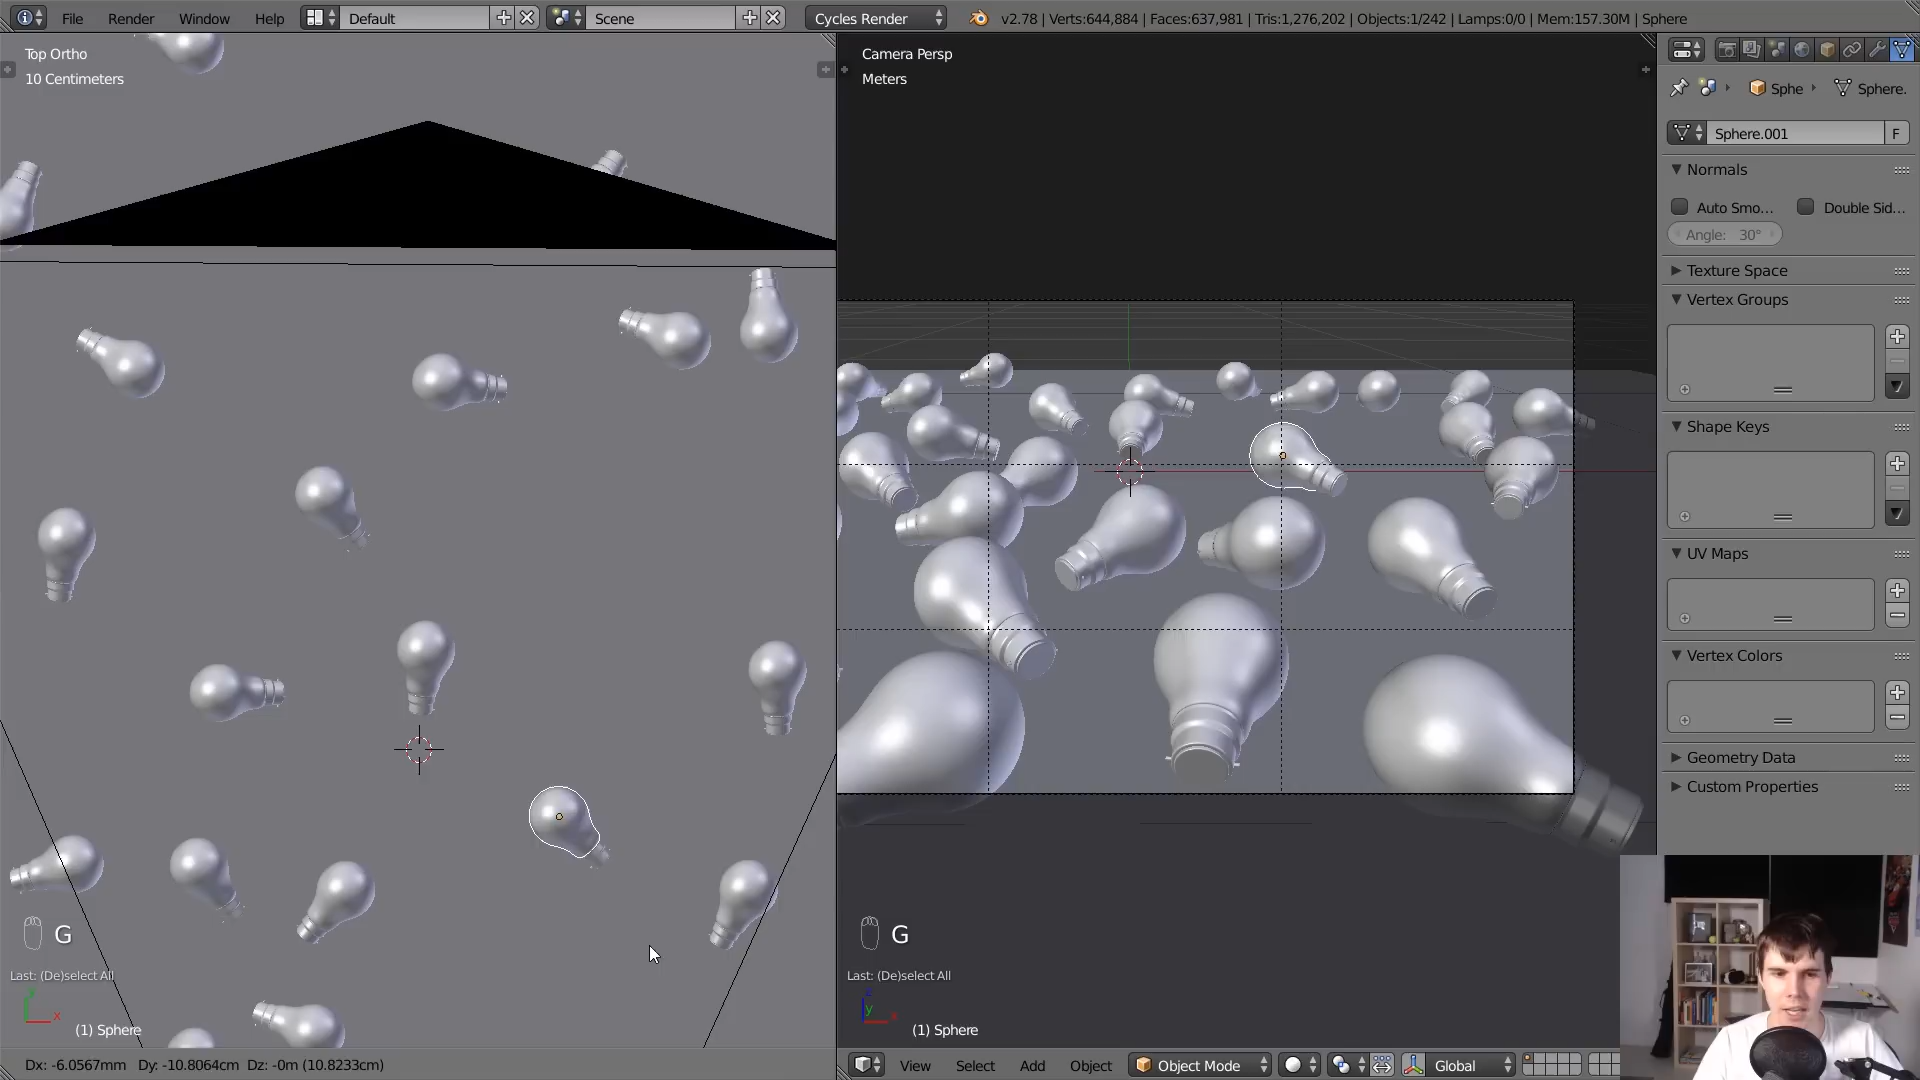 File Render Window Help Default Scene Cycles Render v2.78 | Verts:644,884 | Faces:637,981 | Tris:1,276,202 | Objects:1/242 | Lamps:0/0 | Mem:157.30M | Sphere
Top Ortho
10 Centimeters
Camera Persp
Meters
Sphe Sphere.
Sphere.001 F
Normals
Auto Smo... Double Sid...
Angle: 30°
Texture Space
Vertex Groups
Shape Keys
UV Maps
Vertex Colors
Geometry Data
Custom Properties
G
Last: (De)select All
y
x
(1) Sphere
G
Last: (De)select All
z
y
x
(1) Sphere
Dx: -6.0567mm Dy: -10.8064cm Dz: -0m (10.8233cm)
View Select Add Object Object Mode Global